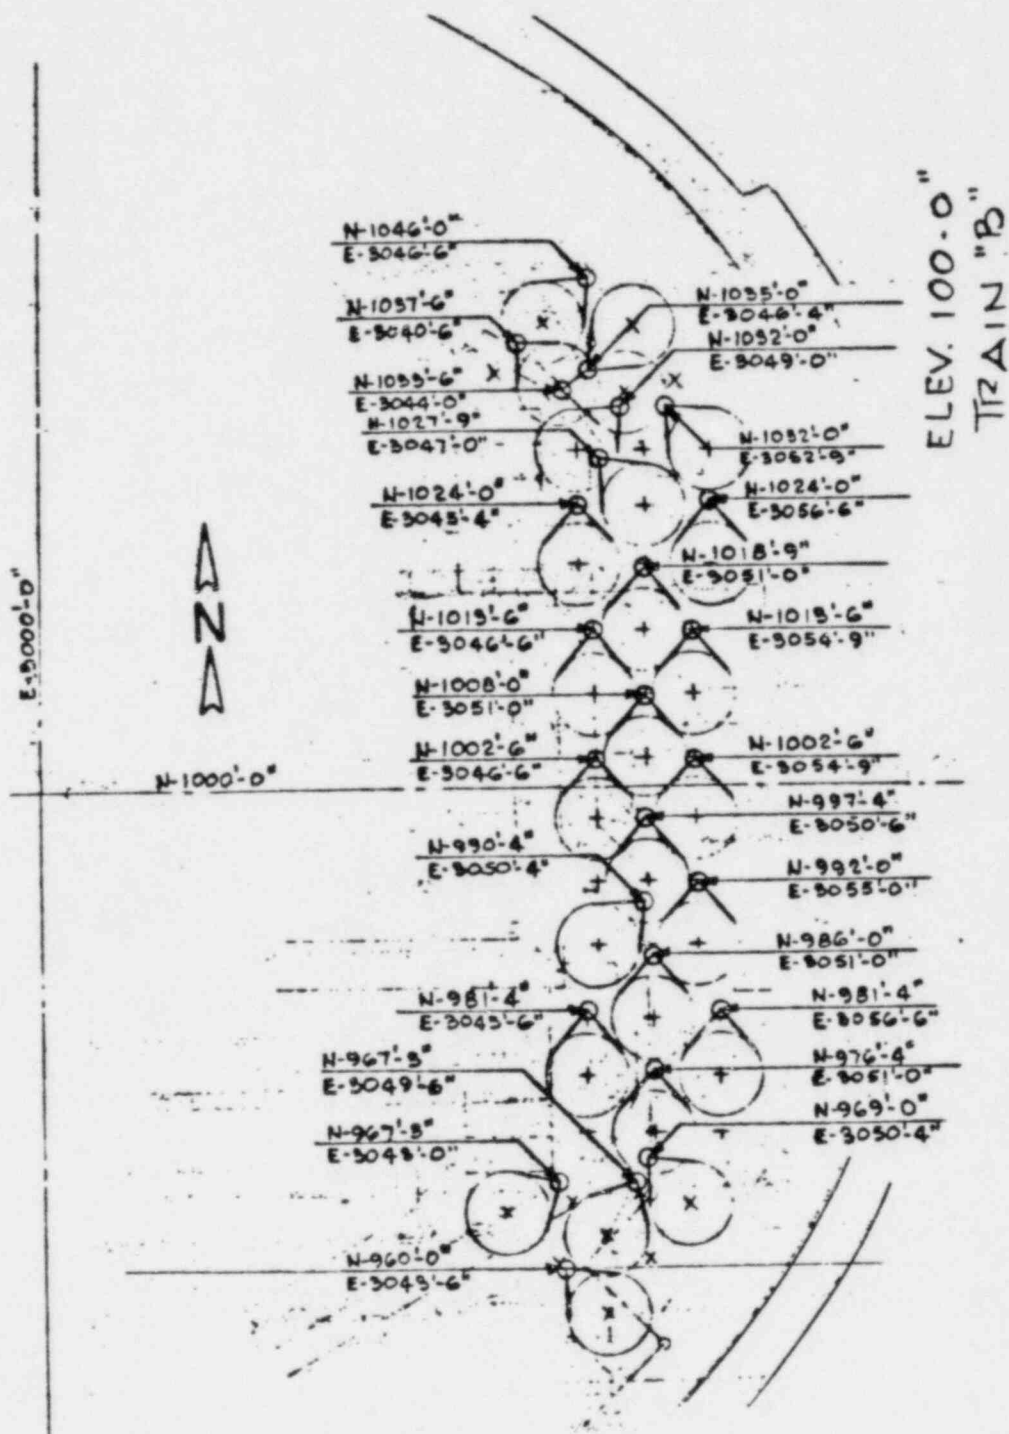 N-1046'-0"
E-3046'-6"
N-1037'-6"
E-3040'-6"
N-1035'-0"
E-3046'-4"
N-1032'-0"
E-3049'-0"
N-1033'-6"
E-3044'-0"
N-1027'-9"
E-3047'-0"
N-1032'-0"
E-3052'-9"
N-1024'-0"
E-3045'-4"
N-1024'-0"
E-3056'-6"
N-1018'-9"
E-3051'-0"
N-1013'-6"
E-3046'-6"
N-1013'-6"
E-3054'-9"
N-1008'-0"
E-3051'-0"
N-1002'-6"
E-3046'-6"
N-1002'-6"
E-3054'-9"
N-1000'-0"
E-3000'-0"
N
N-997'-4"
E-3050'-6"
N-990'-4"
E-3050'-4"
N-992'-0"
E-3055'-0"
N-986'-0"
E-3051'-0"
N-981'-4"
E-3045'-6"
N-981'-4"
E-3056'-6"
N-967'-3"
E-3049'-6"
N-976'-4"
E-3051'-0"
N-967'-3"
E-3043'-0"
N-969'-0"
E-3050'-4"
N-960'-0"
E-3043'-6"
ELEV. 100-0"
TRAIN "B"